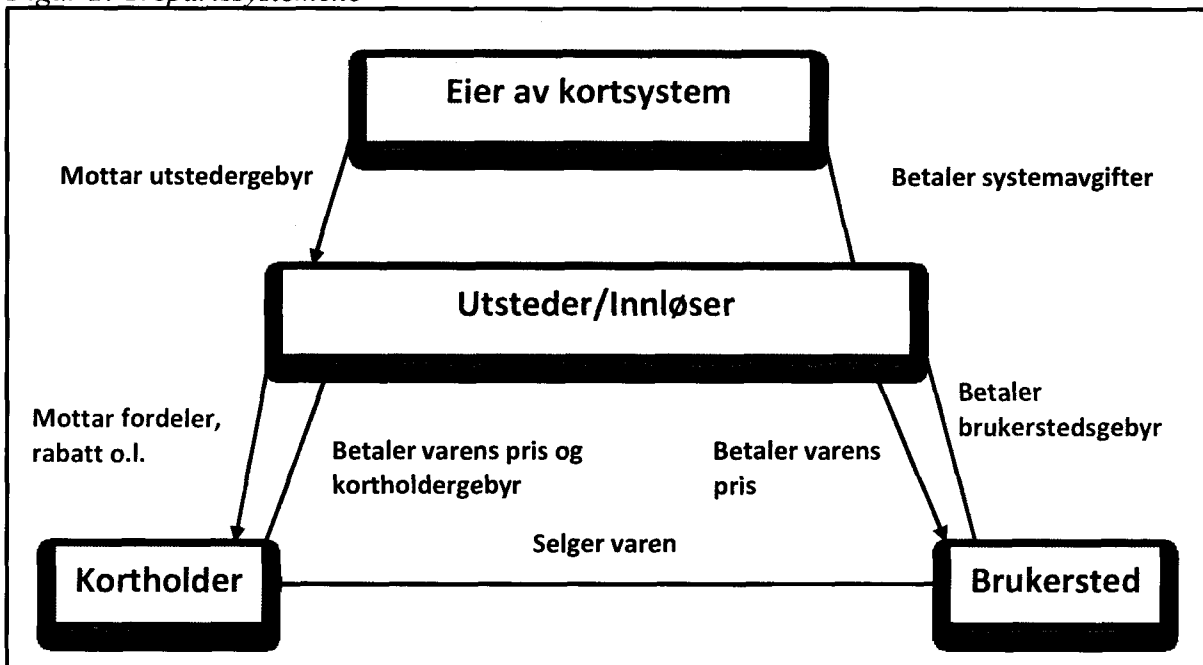 Eier av kortsystem
Mottar utstedergebyr
Betaler systemavgifter
Utsteder/Innløser
Mottar fordeler,
rabatt o.l.
Betaler varens pris og
kortholdergebyr
Betaler varens
pris
Betaler
brukerstedsgebyr
Selger varen
Kortholder
Brukersted